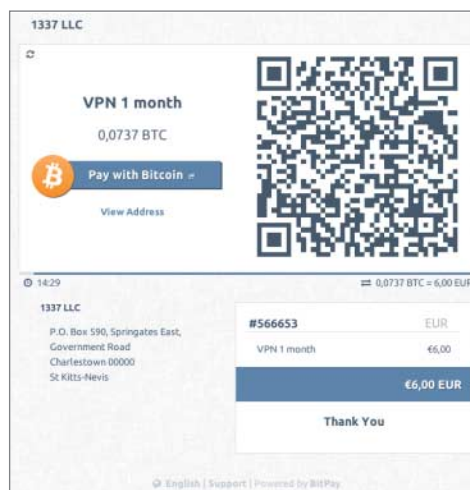 1337 LLC
VPN 1 month
0,0737 BTC
Pay with Bitcoin
View Address
14:29
0,0737 BTC = 6,00 EUR
1337 LLC
P.O. Box 590, Springates East,
Government Road
Charlestown 00000
St Kitts-Nevis
#566653 EUR
VPN 1 month €6,00
€6,00 EUR
Thank You
English | Support | Powered by BitPay